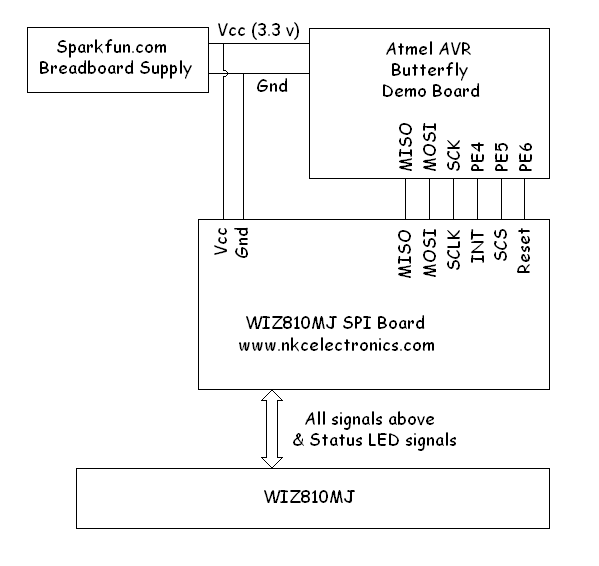 Vcc (3.3 v)
Sparkfun.com
Breadboard Supply
Gnd
Atmel AVR
Butterfly
Demo Board
MISO
MOSI
SCK
PE4
PE5
PE6
Vcc
Gnd
MISO
MOSI
SCLK
INT
SCS
Reset
WIZ810MJ SPI Board
www.nkcelectronics.com
All signals above
& Status LED signals
WIZ810MJ